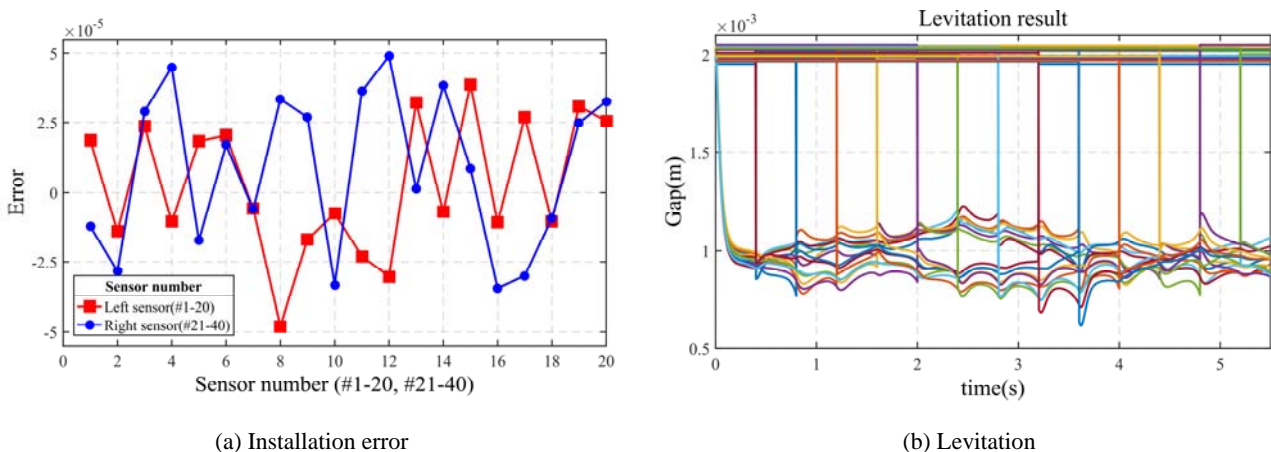 ×10⁻⁵
5
2.5
0
-2.5
-5
Error
Sensor number
Left sensor(#1-20)
Right sensor(#21-40)
0 2 4 6 8 10 12 14 16 18 20
Sensor number (#1-20, #21-40)
(a) Installation error
Levitation result
×10⁻³
2
1.5
1
0.5
Gap(m)
0 1 2 3 4 5
time(s)
(b) Levitation